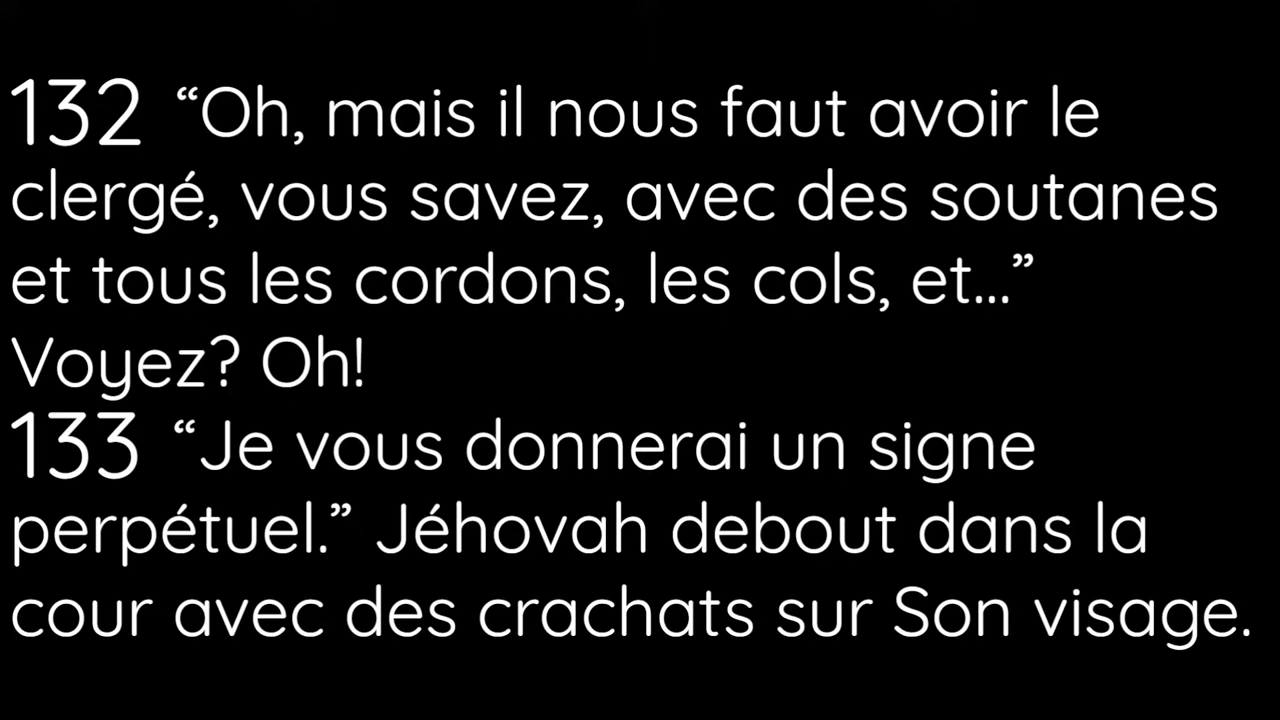 132 “Oh, mais il nous faut avoir le
clergé, vous savez, avec des soutanes
et tous les cordons, les cols, et...”
Voyez? Oh!
133 “Je vous donnerai un signe
perpétuel.” Jéhovah debout dans la
cour avec des crachats sur Son visage.